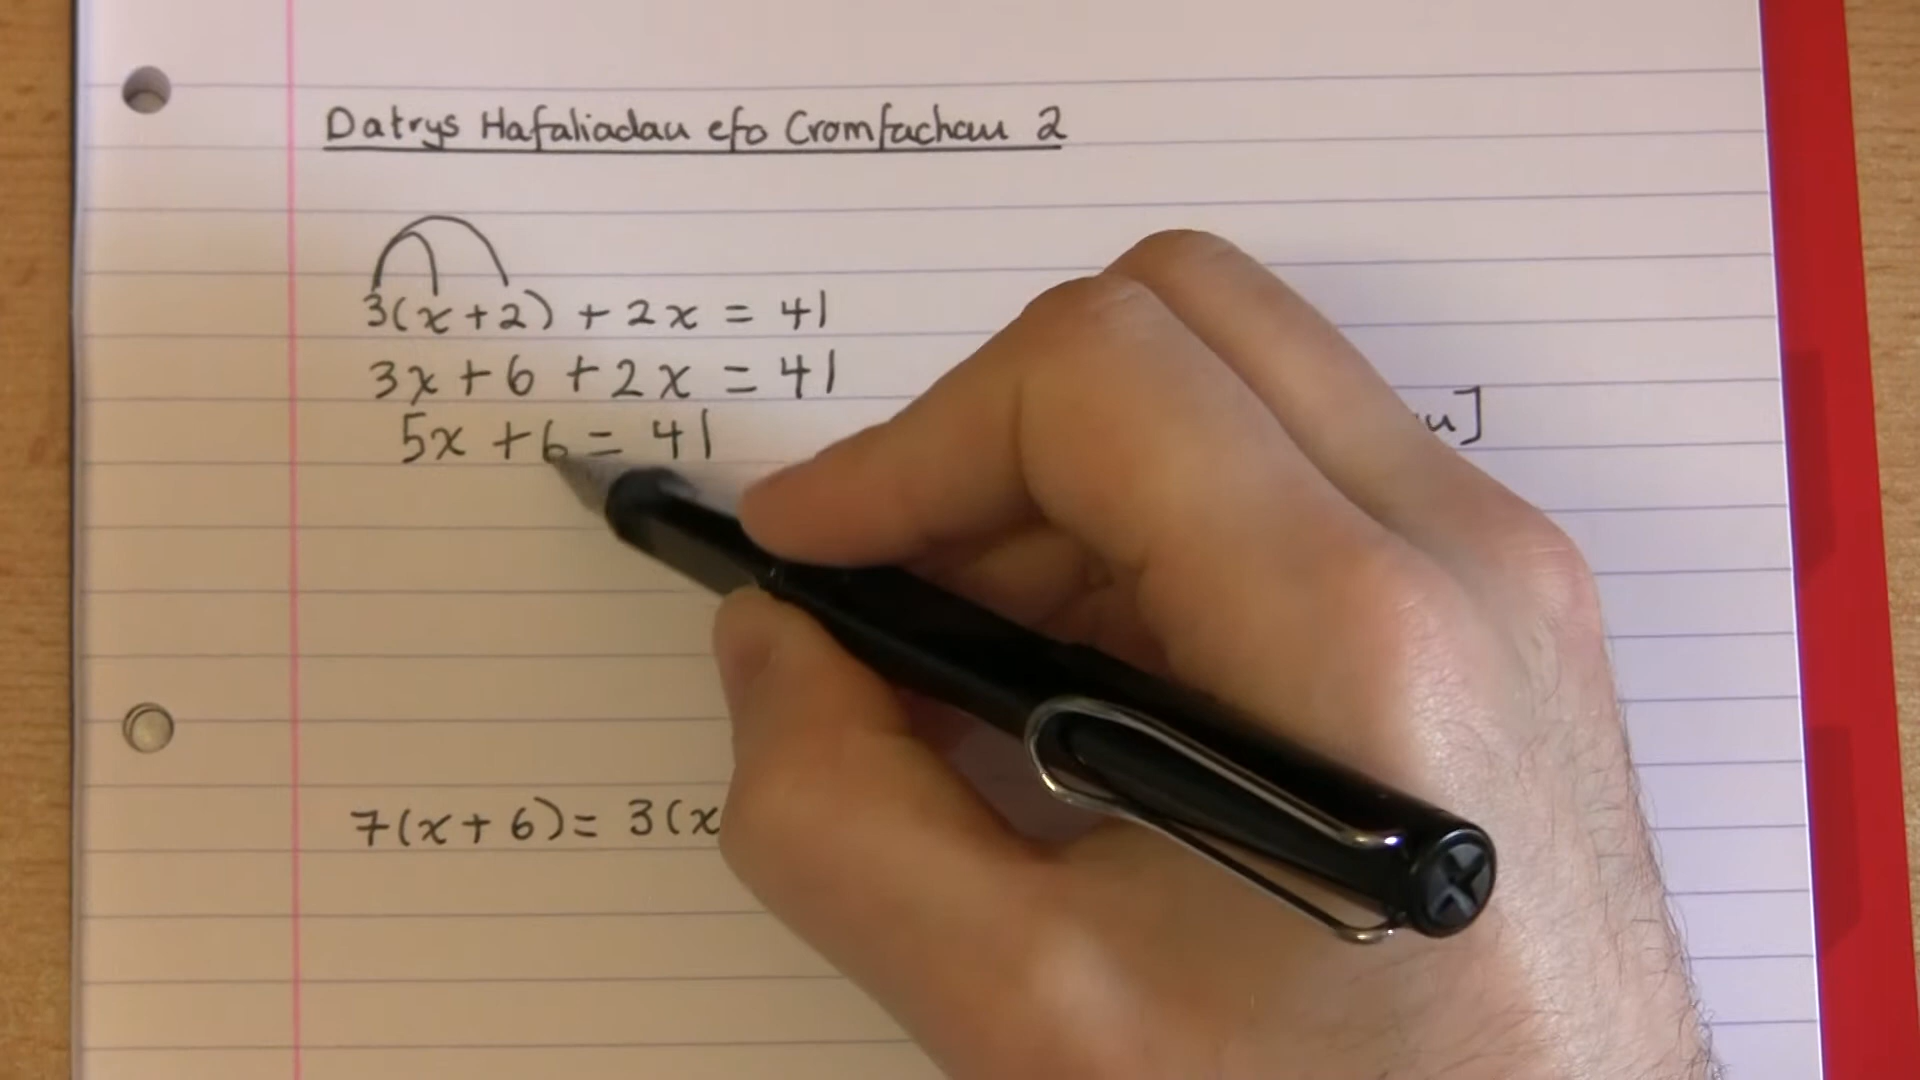 Datrys Hafaliadau efo Cromfachau 2
3(x+2) + 2x = 41
3x + 6 + 2x = 41
5x + 6 = 41
7(x + 6) = 3(x